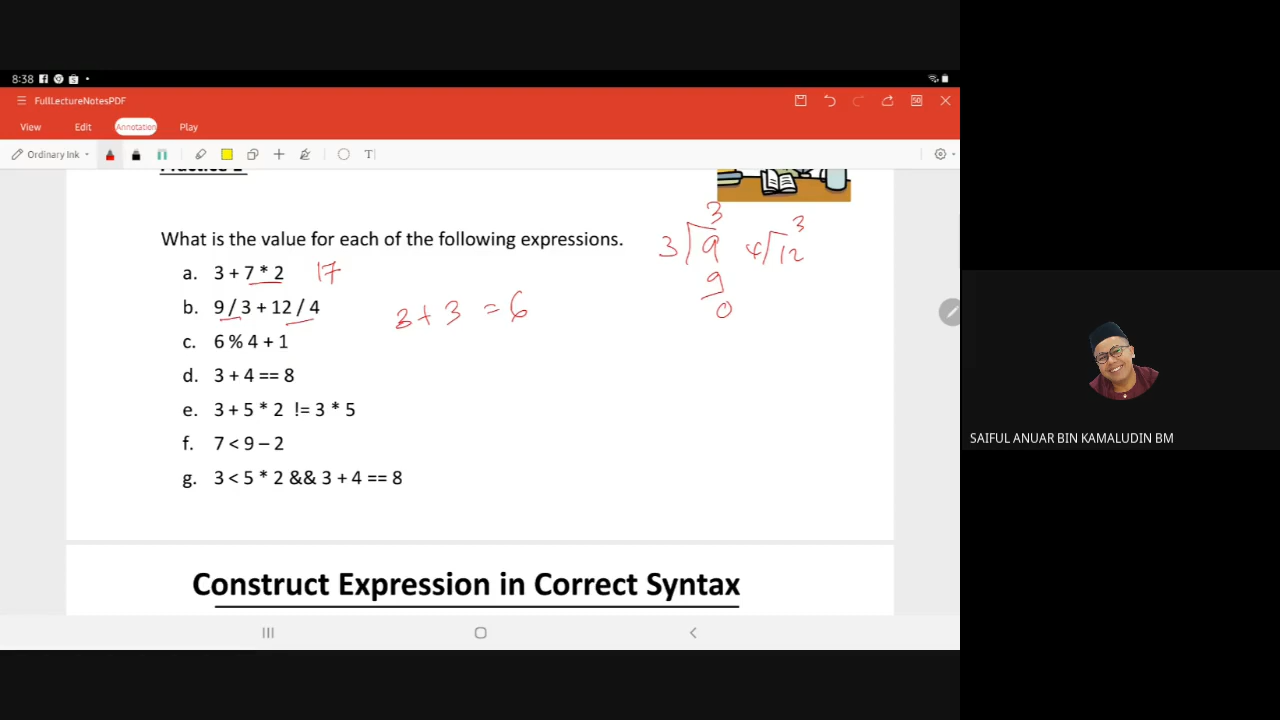 8:38
FullLectureNotesPDF
50
View Edit Annotation Play
Ordinary Ink
T
What is the value for each of the following expressions.
a. 3 + 7 * 2 17
b. 9 / 3 + 12 / 4 3 + 3 = 6
c. 6 % 4 + 1
d. 3 + 4 == 8
e. 3 + 5 * 2 != 3 * 5
f. 7 < 9 – 2
g. 3 < 5 * 2 && 3 + 4 == 8
3
3 9
9
0
3
4 12
Construct Expression in Correct Syntax
SAIFUL ANUAR BIN KAMALUDIN BM